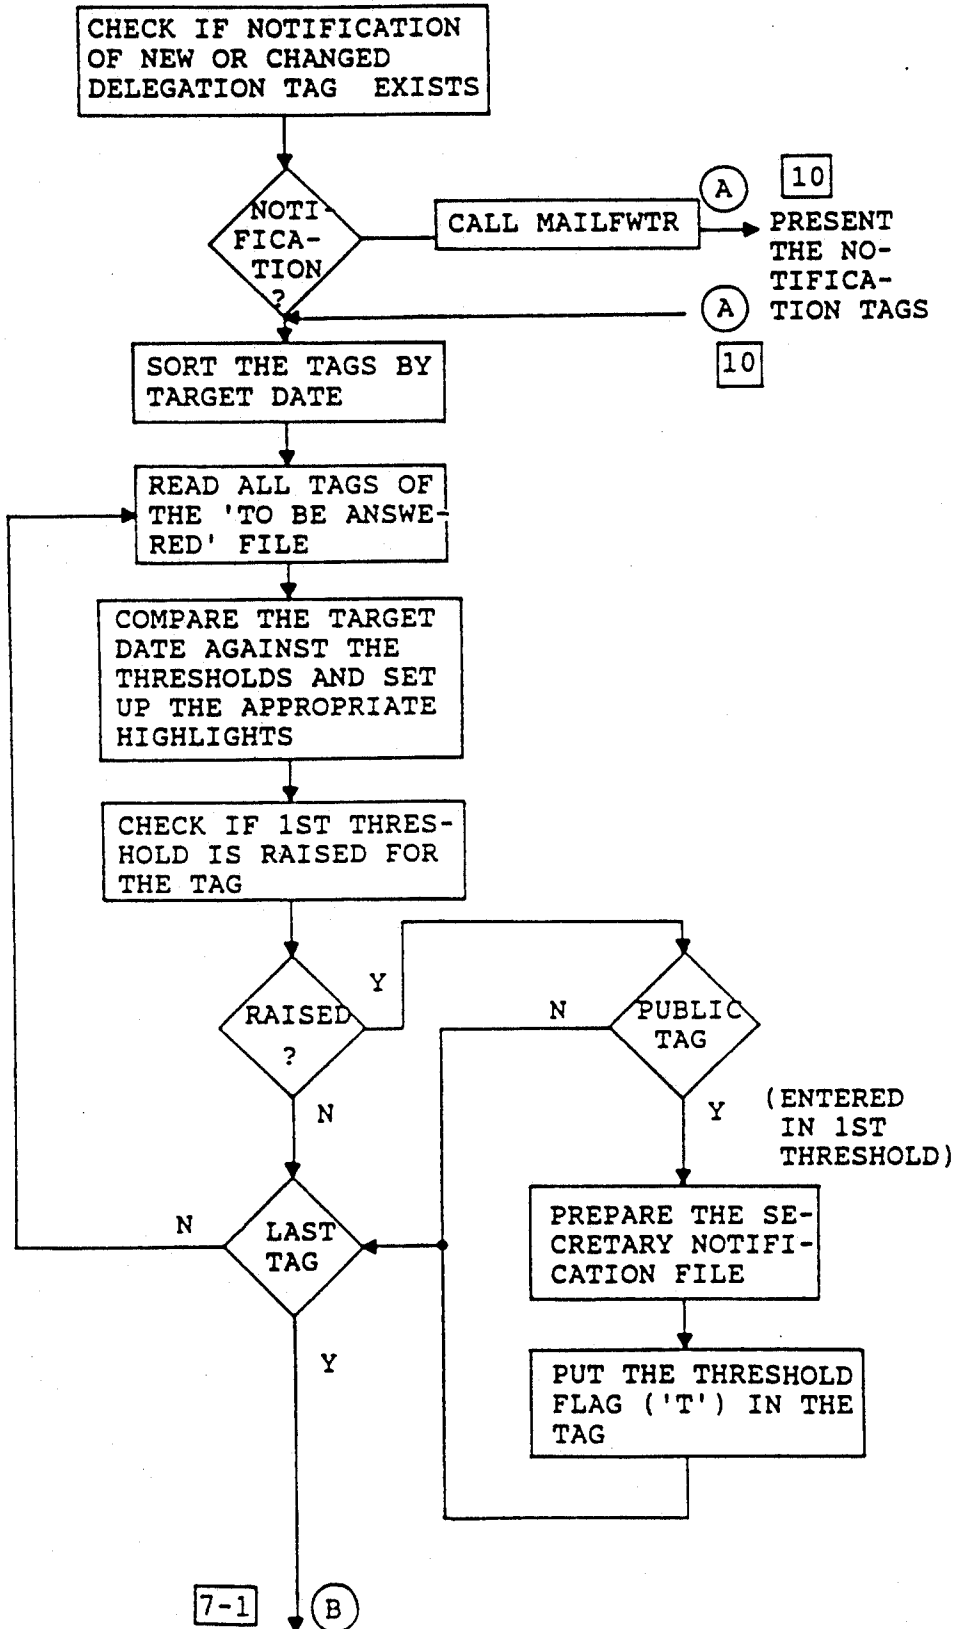 CHECK IF NOTIFICATION
OF NEW OR CHANGED
DELEGATION TAG EXISTS
NOTI-
FICA-
TION
?
CALL MAILFWTR
A
10
PRESENT
THE NO-
TIFICA-
TION TAGS
A
10
SORT THE TAGS BY
TARGET DATE
READ ALL TAGS OF
THE 'TO BE ANSWE-
RED' FILE
COMPARE THE TARGET
DATE AGAINST THE
THRESHOLDS AND SET
UP THE APPROPRIATE
HIGHLIGHTS
CHECK IF 1ST THRES-
HOLD IS RAISED FOR
THE TAG
RAISED
?
Y
N
PUBLIC
TAG
N
Y
(ENTERED
IN 1ST
THRESHOLD)
LAST
TAG
N
Y
PREPARE THE SE-
CRETARY NOTIFI-
CATION FILE
PUT THE THRESHOLD
FLAG ('T') IN THE
TAG
7-1
B